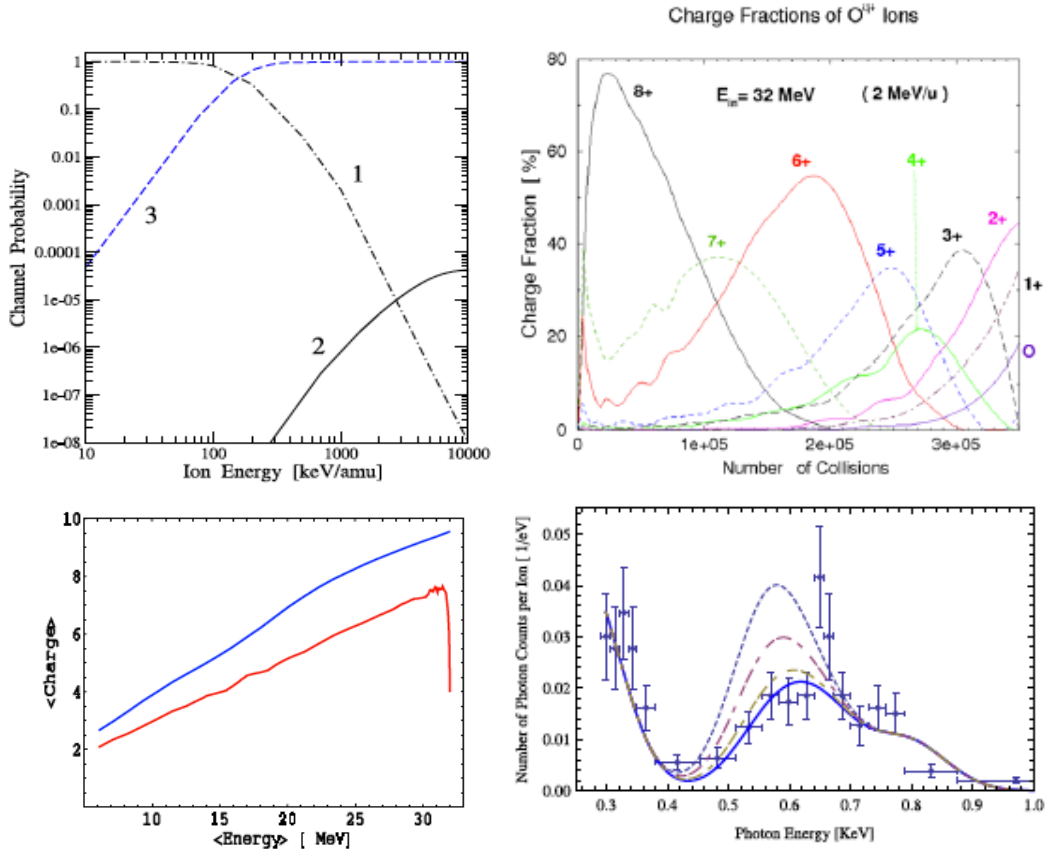 1
0.1
0.01
0.001
0.0001
1e-05
1e-06
1e-07
1e-08
Channel Probability
1
2
3
10
100
1000
10000
Ion Energy [keV/amu]
Charge Fractions of O^q+ Ions
80
60
40
20
0
Charge Fraction [ %]
E_in= 32 MeV ( 2 MeV/u )
8+
7+
6+
5+
4+
3+
2+
1+
O
0
1e+05
2e+05
3e+05
Number of Collisions
10
8
6
4
2
<Charge>
10
15
20
25
30
<Energy> [ MeV]
0.05
0.04
0.03
0.02
0.01
0.00
Number of Photon Counts per Ion [ 1/eV]
0.3
0.4
0.5
0.6
0.7
0.8
0.9
1.0
Photon Energy [KeV]